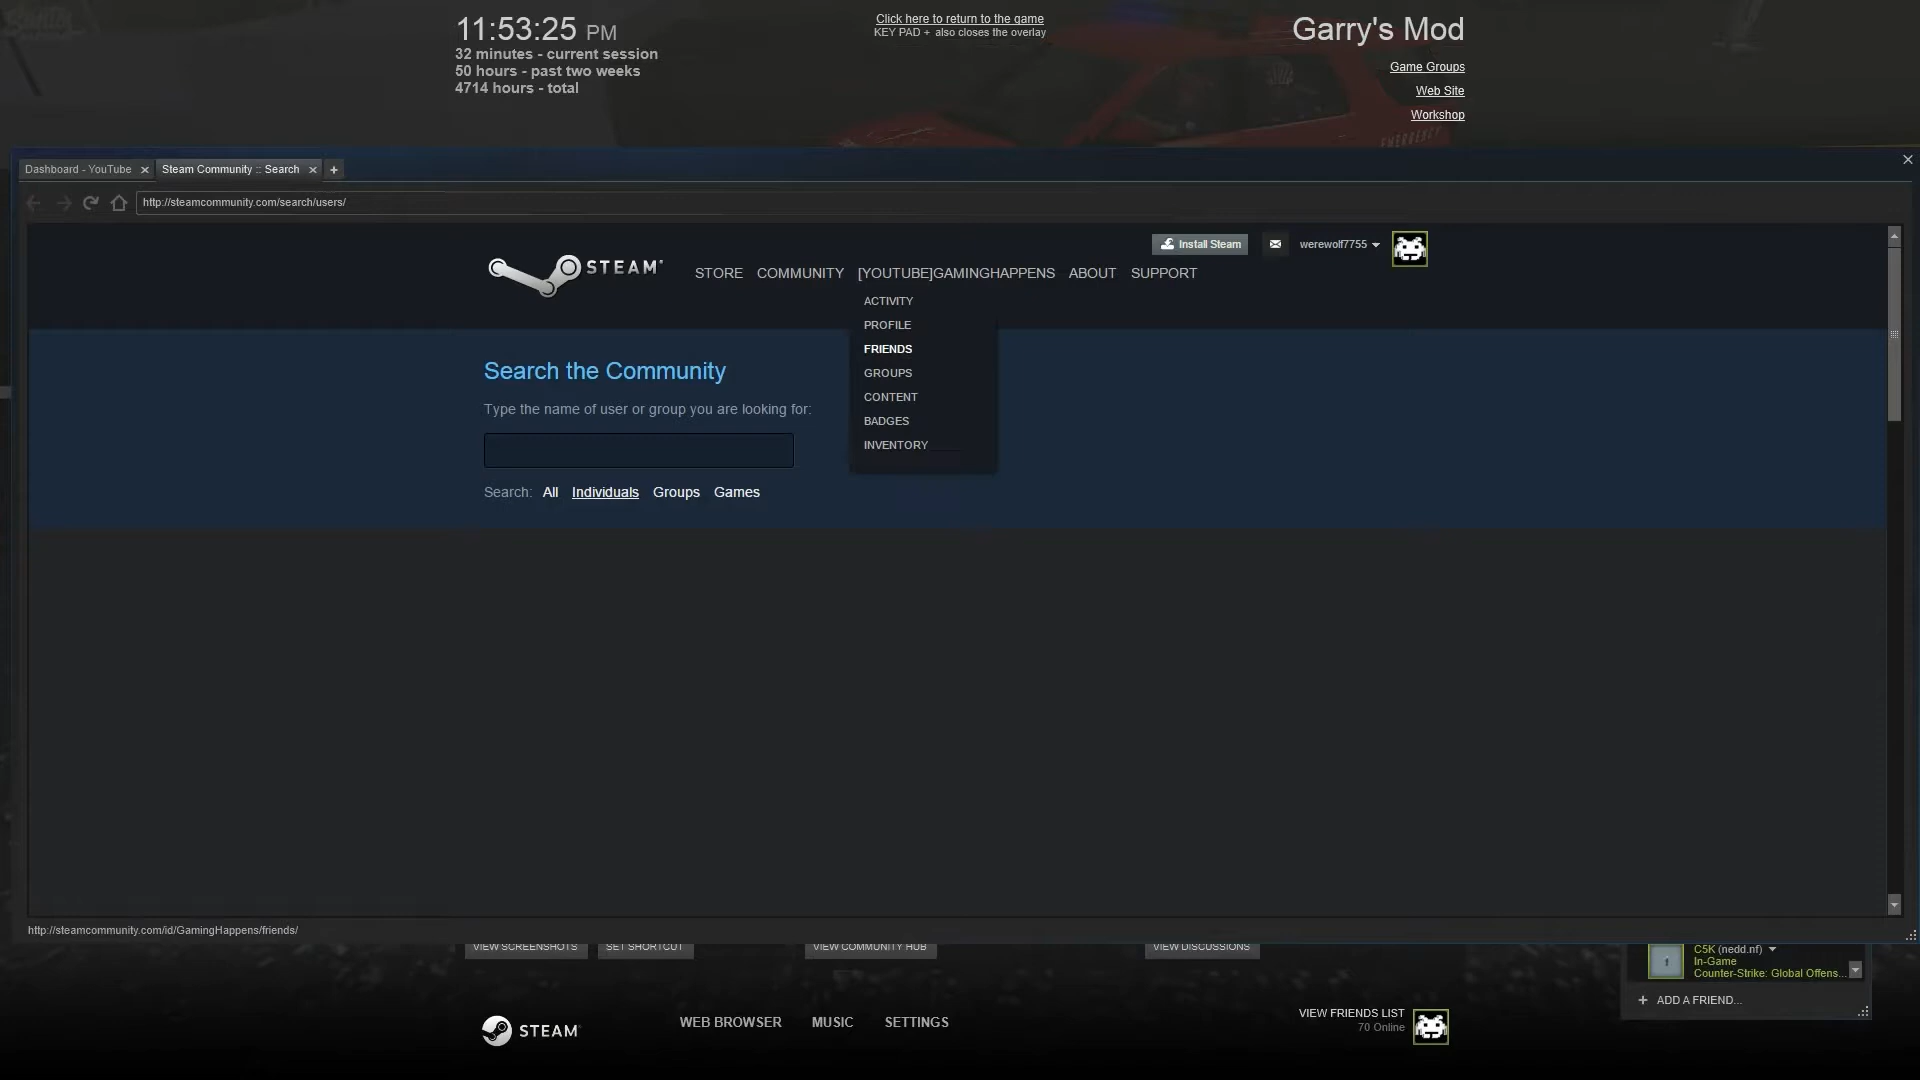 11:53:25 PM
32 minutes - current session
50 hours - past two weeks
4714 hours - total
Click here to return to the game
KEY PAD + also closes the overlay
Garry's Mod
Game Groups
Web Site
Workshop
Dashboard - YouTube
Steam Community :: Search
http://steamcommunity.com/search/users/
Install Steam
werewolf7755
STEAM
STORE COMMUNITY [YOUTUBE]GAMINGHAPPENS ABOUT SUPPORT
ACTIVITY
PROFILE
FRIENDS
GROUPS
CONTENT
BADGES
INVENTORY
Search the Community
Type the name of user or group you are looking for:
Search: All Individuals Groups Games
http://steamcommunity.com/id/GamingHappens/friends/
VIEW SCREENSHOTS SET SHORTCUT VIEW COMMUNITY HUB VIEW DISCUSSIONS
C5K (nedd.nf)
In-Game
Counter-Strike: Global Offens...
+ ADD A FRIEND...
STEAM
WEB BROWSER MUSIC SETTINGS
VIEW FRIENDS LIST
70 Online